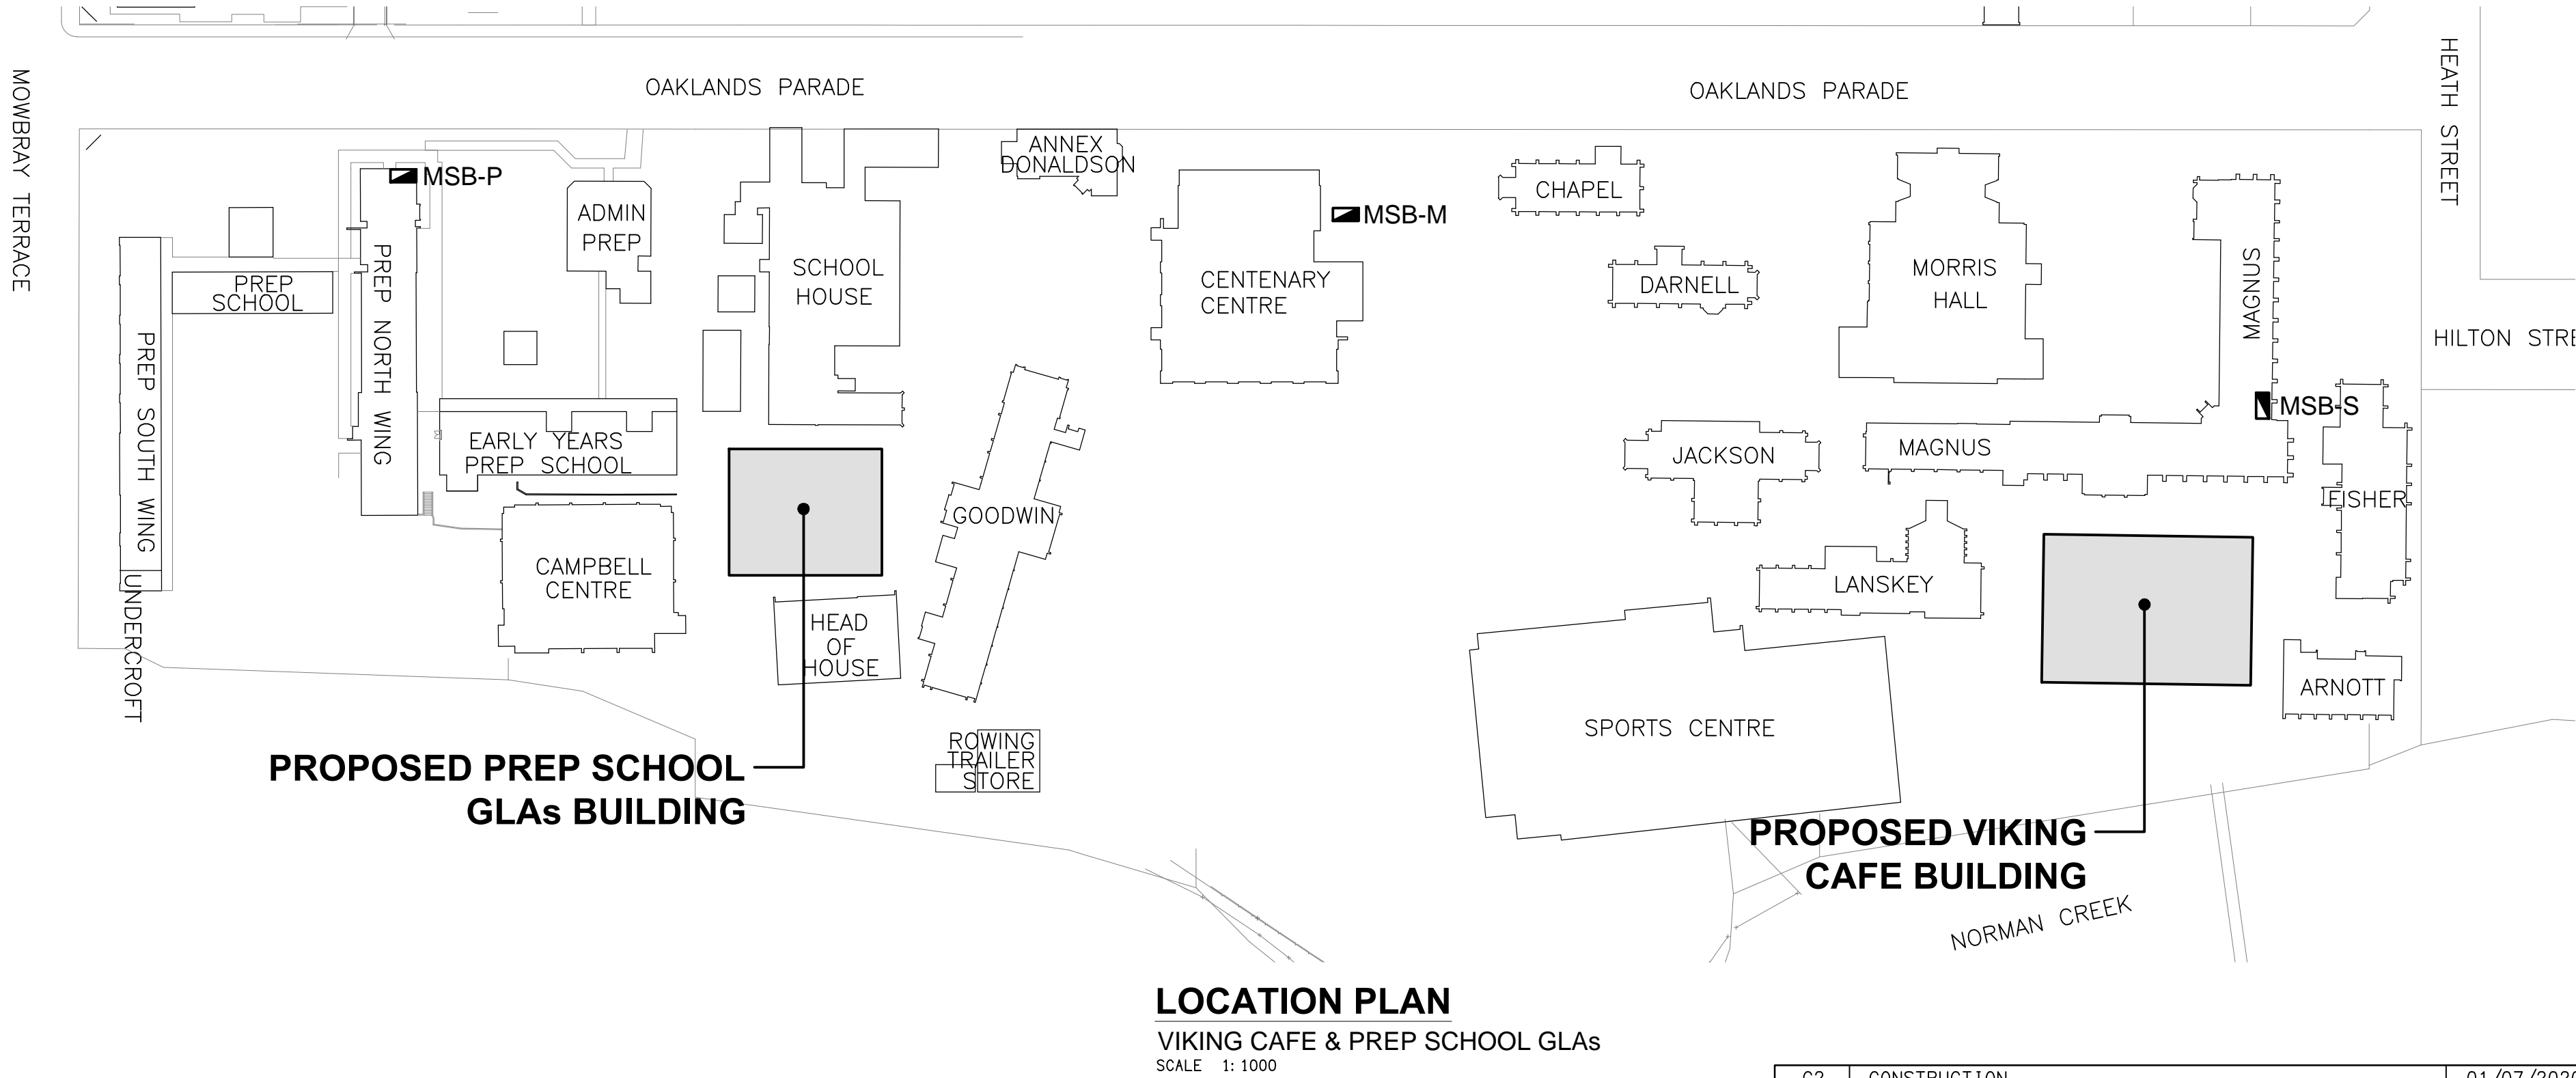 MOWBRAY TERRACE
OAKLANDS PARADE
OAKLANDS PARADE
HEATH STREET
HILTON STRE
MSB-P
PREP
SCHOOL
PREP SOUTH WING
UNDERCROFT
PREP NORTH WING
ADMIN
PREP
SCHOOL
HOUSE
EARLY YEARS
PREP SCHOOL
CAMPBELL
CENTRE
HEAD
OF
HOUSE
GOODWIN
ANNEX
DONALDSON
CENTENARY
CENTRE
MSB-M
CHAPEL
DARNELL
MORRIS
HALL
MAGNUS
MSB-S
JACKSON
MAGNUS
FISHER
LANSKEY
ARNOTT
SPORTS CENTRE
ROWING
TRAILER
STORE
PROPOSED PREP SCHOOL
GLAs BUILDING
PROPOSED VIKING
CAFE BUILDING
NORMAN CREEK
LOCATION PLAN
VIKING CAFE & PREP SCHOOL GLAs
SCALE 1: 1000
C2 CONSTRUCTION 01/07/202